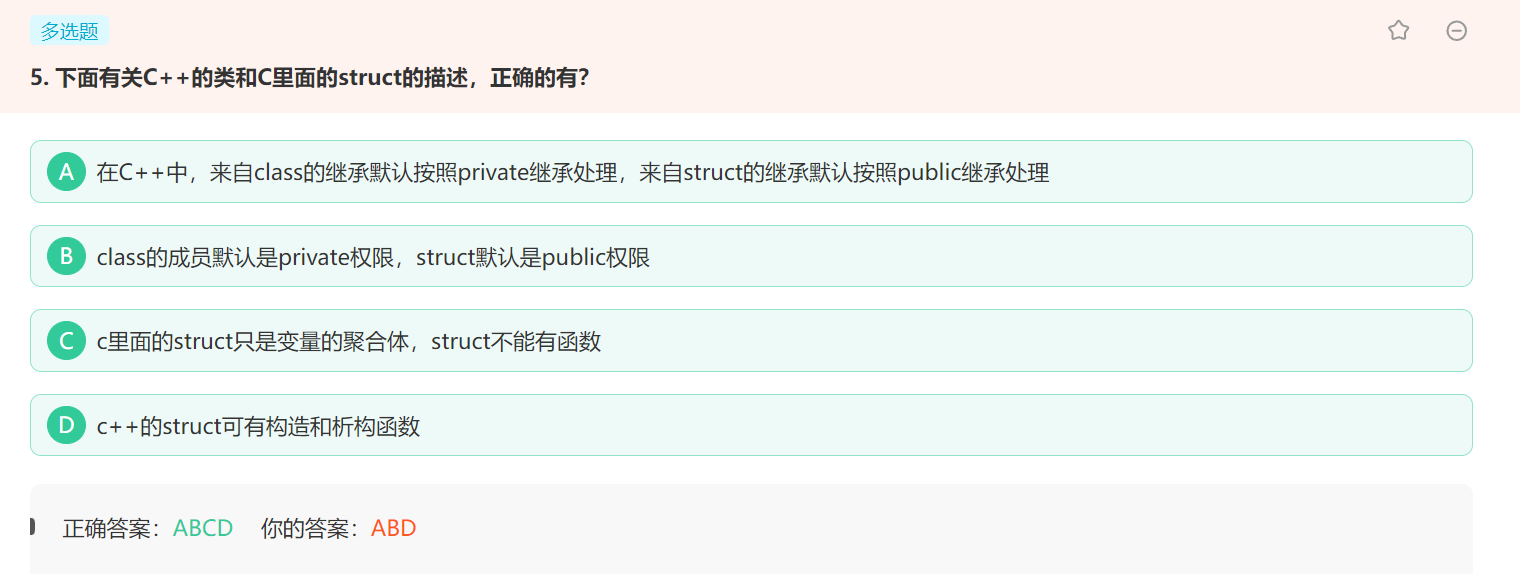 多选题
5. 下面有关C++的类和C里面的struct的描述，正确的有？
A 在C++中，来自class的继承默认按照private继承处理，来自struct的继承默认按照public继承处理
B class的成员默认是private权限，struct默认是public权限
C c里面的struct只是变量的聚合体，struct不能有函数
D c++的struct可有构造和析构函数
正确答案：ABCD 你的答案：ABD